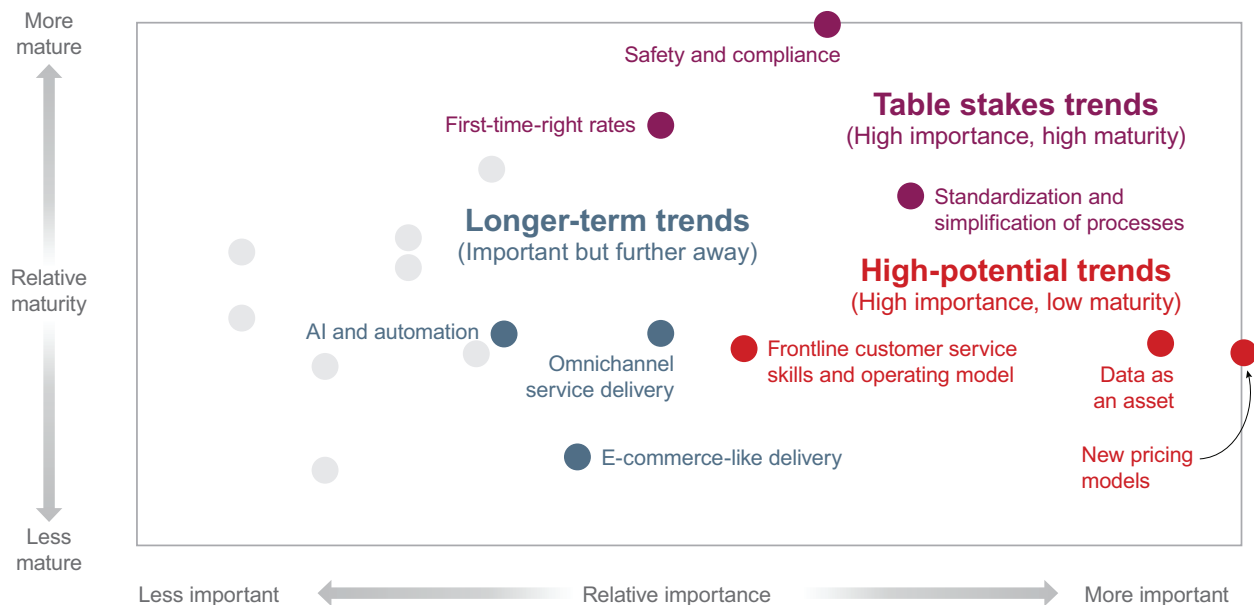 More
mature
Safety and compliance
Table stakes trends
(High importance, high maturity)
First-time-right rates
Standardization and
simplification of processes
Longer-term trends
(Important but further away)
High-potential trends
(High importance, low maturity)
Relative
maturity
AI and automation
Omnichannel
service delivery
Frontline customer service
skills and operating model
Data as
an asset
E-commerce-like delivery
New pricing
models
Less
mature
Less important
Relative importance
More important